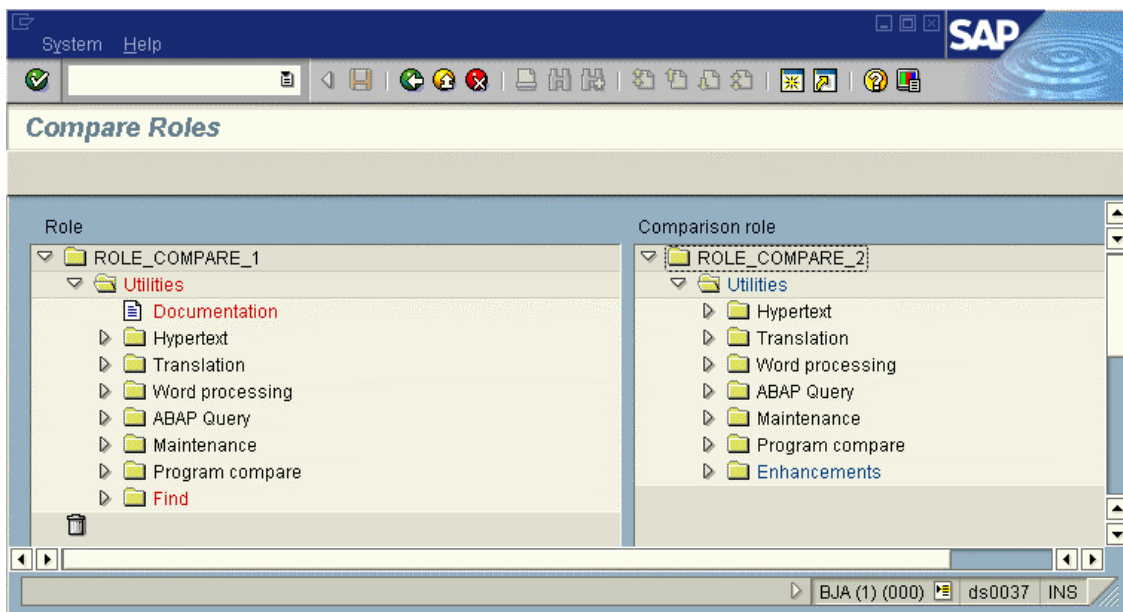 System Help
SAP
Compare Roles
Role
ROLE_COMPARE_1
Utilities
Documentation
Hypertext
Translation
Word processing
ABAP Query
Maintenance
Program compare
Find
Comparison role
ROLE_COMPARE_2
Utilities
Hypertext
Translation
Word processing
ABAP Query
Maintenance
Program compare
Enhancements
BJA (1) (000) ds0037 INS